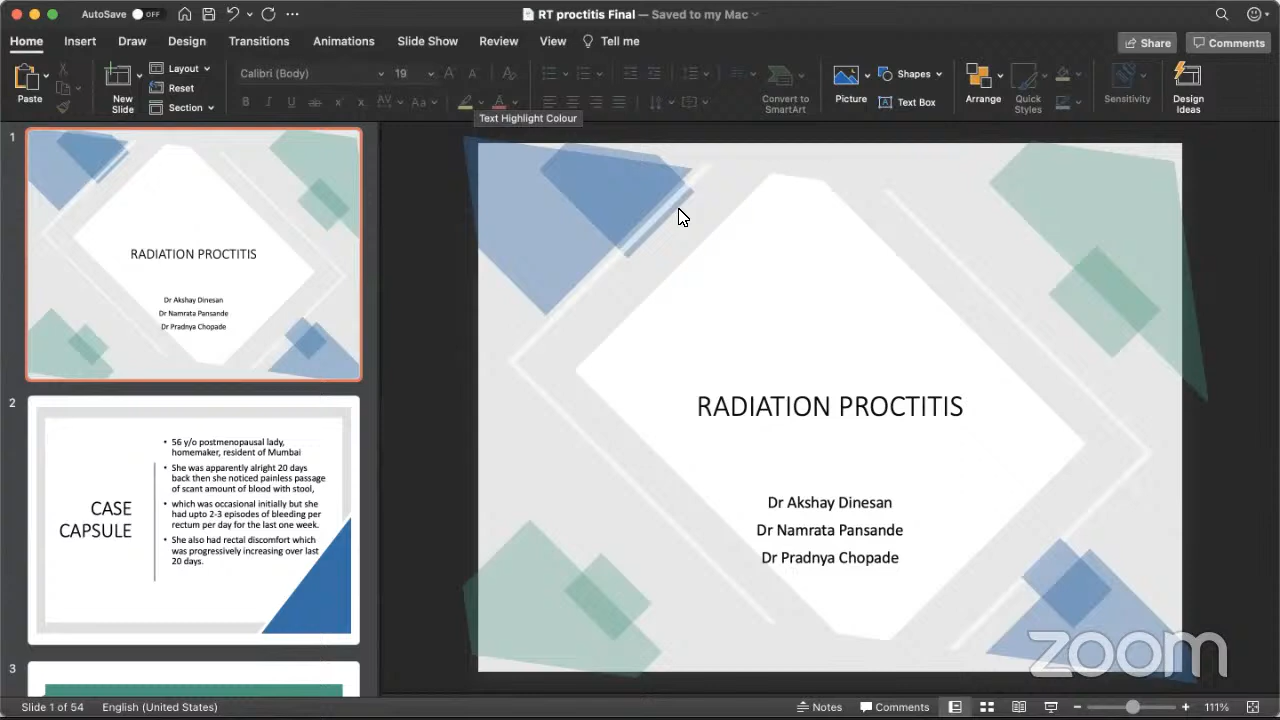 AutoSave OFF
RT proctitis Final — Saved to my Mac
Home Insert Draw Design Transitions Animations Slide Show Review View Tell me
Share Comments
Paste
New Slide
Layout
Reset
Section
Calibri (Body) 19
Convert to SmartArt
Picture
Shapes
Text Box
Arrange
Quick Styles
Sensitivity
Design Ideas
Text Highlight Colour
1
RADIATION PROCTITIS
Dr Akshay Dinesan
Dr Namrata Pansande
Dr Pradnya Chopade
2
CASE
CAPSULE
• 56 y/o postmenopausal lady,
homemaker, resident of Mumbai
• She was apparently alright 20 days
back then she noticed painless passage
of scant amount of blood with stool,
• which was occasional initially but she
had upto 2-3 episodes of bleeding per
rectum per day for the last one week.
• She also had rectal discomfort which
was progressively increasing over last
20 days.
3
RADIATION PROCTITIS
Dr Akshay Dinesan
Dr Namrata Pansande
Dr Pradnya Chopade
zoom
Slide 1 of 54 English (United States) Notes Comments 111%